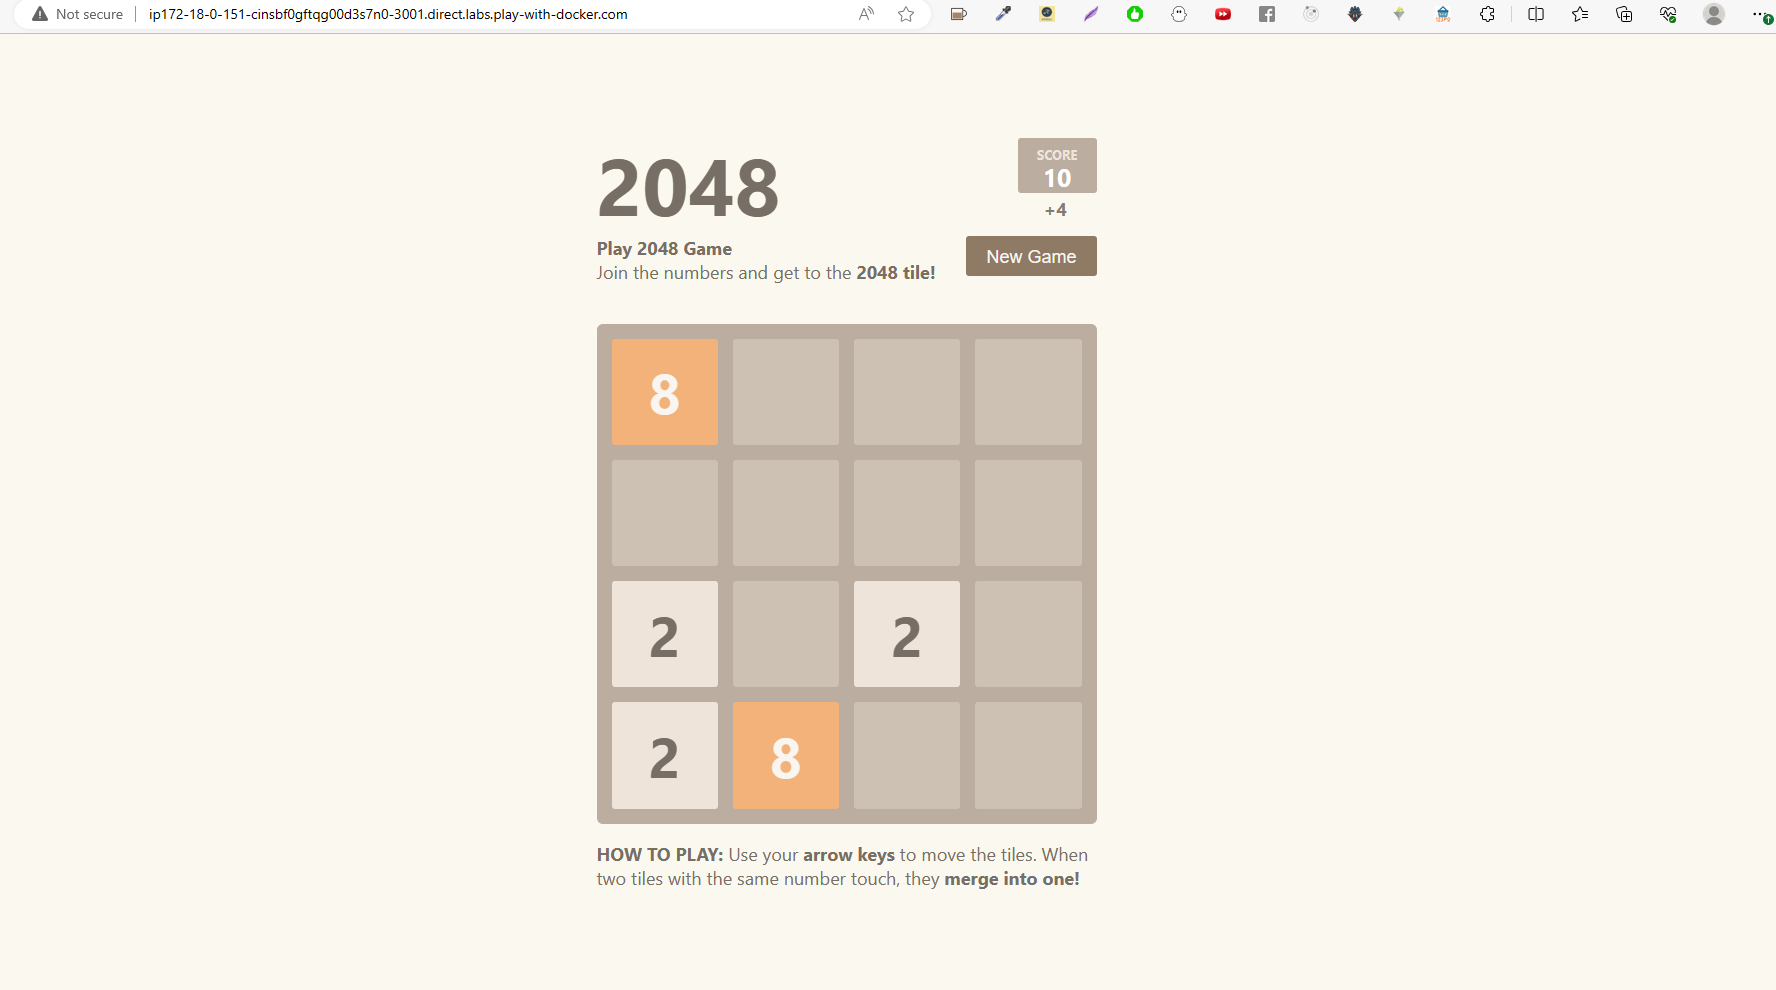 Not secure
ip172-18-0-151-cinsbf0gftqg00d3s7n0-3001.direct.labs.play-with-docker.com
2048
SCORE
10
+4
Play 2048 Game
Join the numbers and get to the 2048 tile!
New Game
8
2 2
2 8
HOW TO PLAY: Use your arrow keys to move the tiles. When
two tiles with the same number touch, they merge into one!